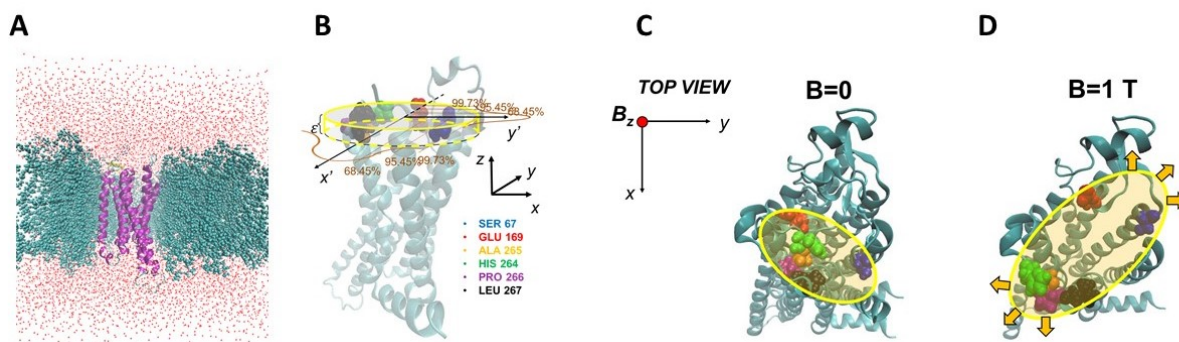 A
B
C
D
99.73%
95.45%
68.45%
ε
y'
95.45%
99.73%
68.45%
x'
z
y
x
SER 67
GLU 169
ALA 265
HIS 264
PRO 266
LEU 267
TOP VIEW
B=0
B=1 T
Bz
y
x